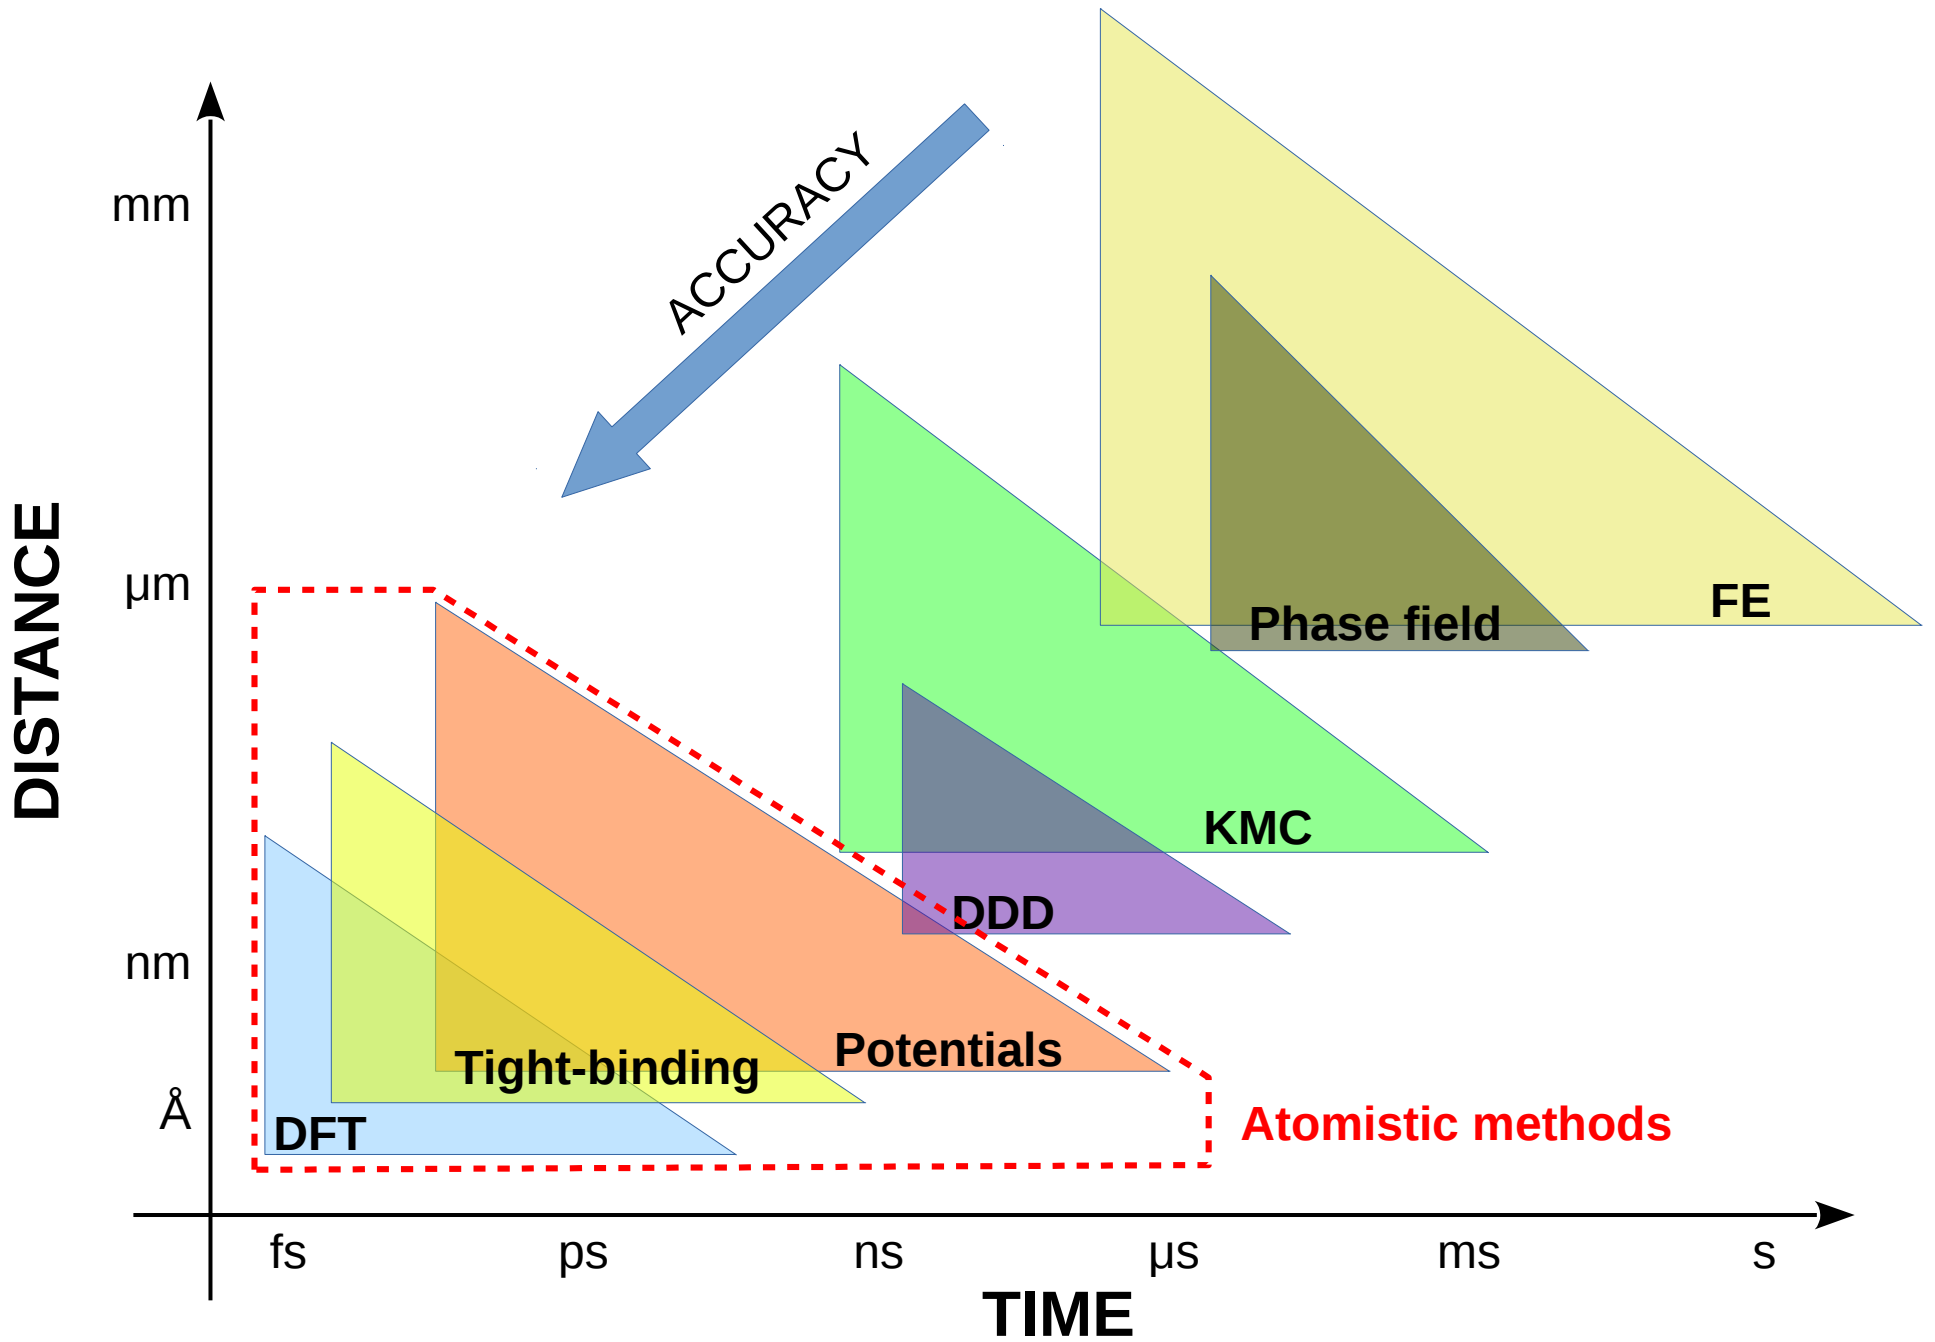 ACCURACY
mm
µm
nm
Å
DISTANCE
FE
Phase field
KMC
DDD
Potentials
Tight-binding
DFT
Atomistic methods
fs
ps
ns
µs
ms
s
TIME